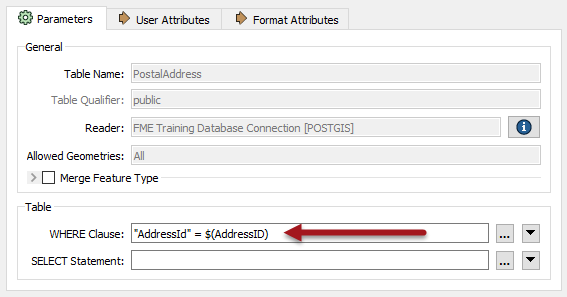 Parameters User Attributes Format Attributes
General
Table Name: PostalAddress
Table Qualifier: public
Reader: FME Training Database Connection [POSTGIS]
Allowed Geometries: All
Merge Feature Type
Table
WHERE Clause: "AddressId" = $(AddressID) ...
SELECT Statement: ...